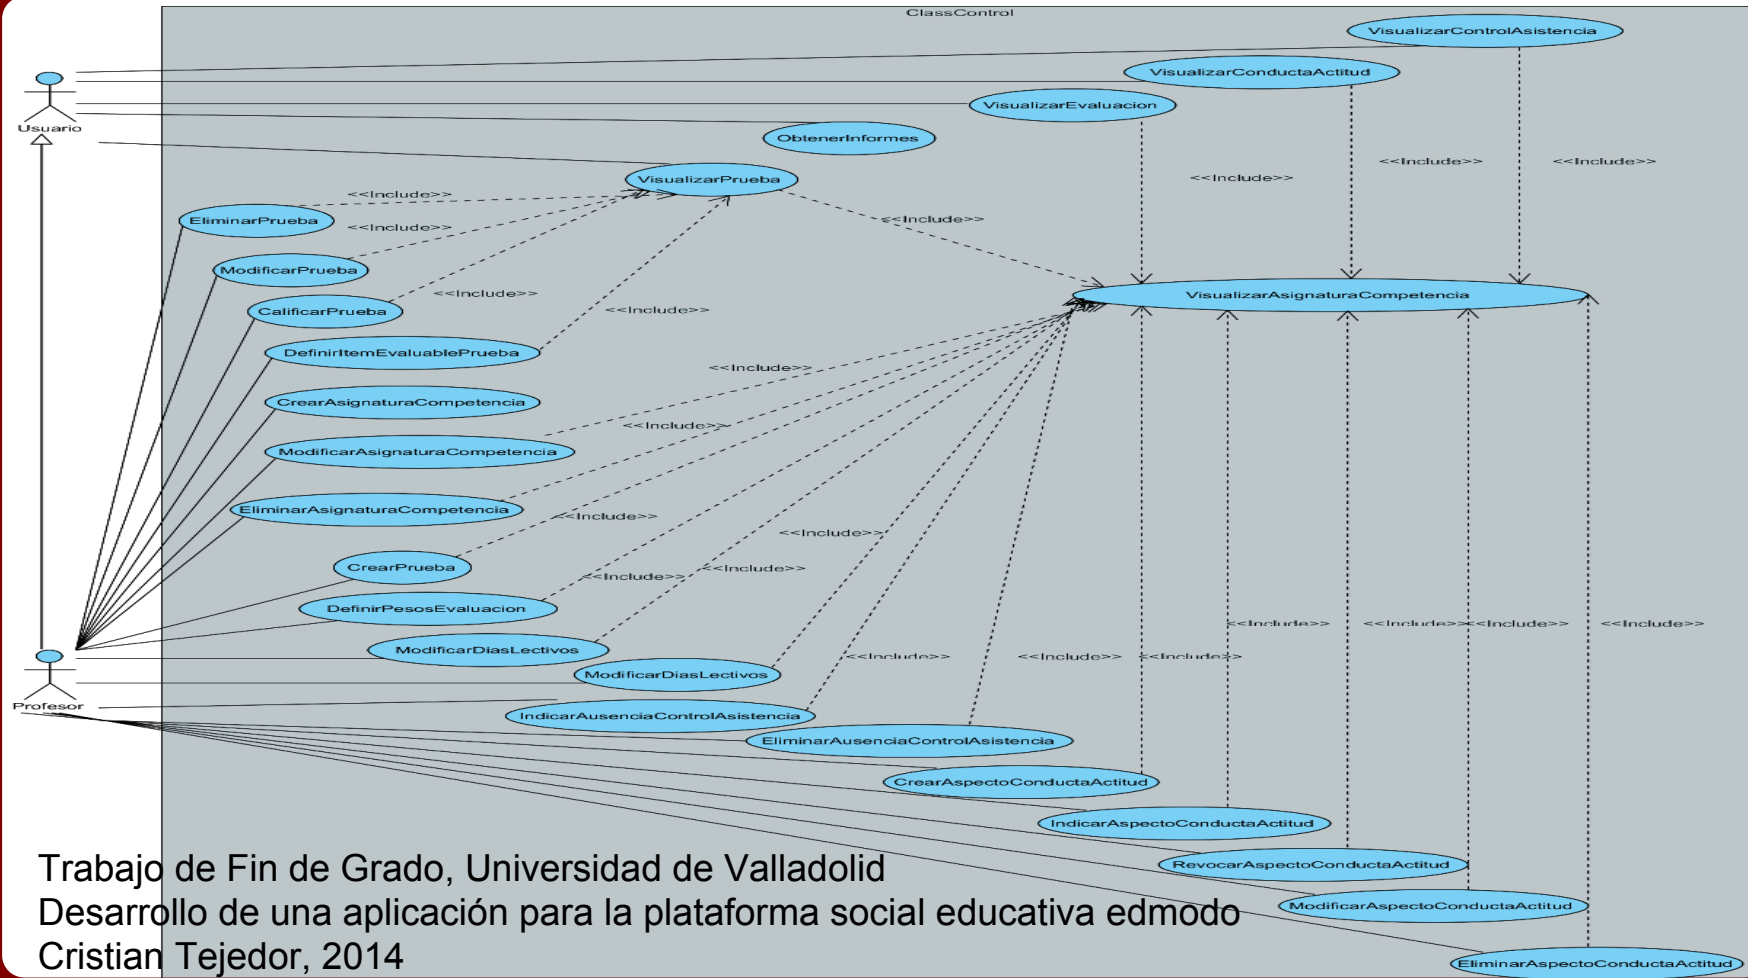 ClassControl
VisualizarControlAsistencia
VisualizarConductaActitud
VisualizarEvaluacion
Usuario
ObtenerInformes
<<Include>>
<<Include>>
<<Include>>
VisualizarPrueba
<<Include>>
EliminarPrueba
<<Include>>
<<Include>>
ModificarPrueba
<<Include>>
VisualizarAsignaturaCompetencia
CalificarPrueba
<<Include>>
DefinirItemEvaluablePrueba
<<Include>>
CrearAsignaturaCompetencia
<<Include>>
ModificarAsignaturaCompetencia
EliminarAsignaturaCompetencia
<<Include>>
<<Include>>
CrearPrueba
<<Include>>
<<Include>>
DefinirPesosEvaluacion
<<Include>>
<<Include>>
<<Include>>
<<Include>>
ModificarDiasLectivos
<<Include>>
<<Include>>
<<Include>>
ModificarDiasLectivos
Profesor
IndicarAusenciaControlAsistencia
EliminarAusenciaControlAsistencia
CrearAspectoConductaActitud
IndicarAspectoConductaActitud
RevocarAspectoConductaActitud
ModificarAspectoConductaActitud
EliminarAspectoConductaActitud
Trabajo de Fin de Grado, Universidad de Valladolid
Desarrollo de una aplicación para la plataforma social educativa edmodo
Cristian Tejedor, 2014